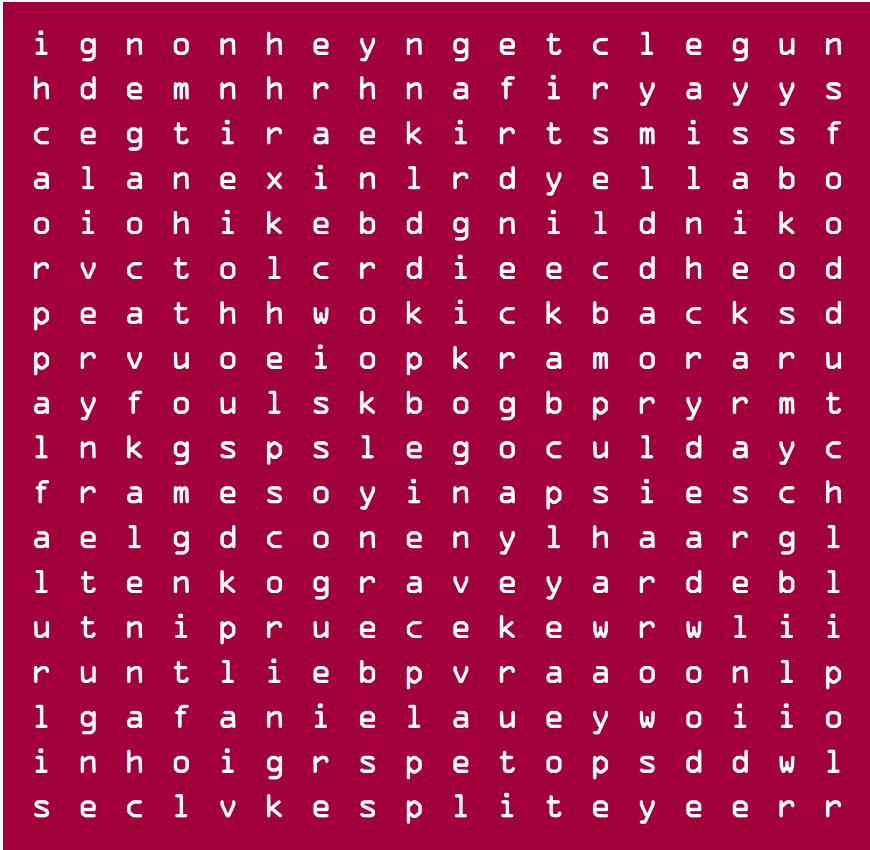 i g n o n h e y n g e t c l e g u n
h d e m n h r h n a f i r y a y y s
c e g t i r a e k i r t s m i s s f
a l a n e x i n l r d y e l l a b o
o i o h i k e b d g n i l d n i k o
r v c t o l c r d i e e c d h e o d
p e a t h h w o k i c k b a c k s d
p r v u o e i o p k r a m o r a r u
a y f o u l s k b o g b p r y r m t
l n k g s p s l e g o c u l d a y c
f r a m e s o y i n a p s i e s c h
a e l g d c o n e n y l h a a r g l
l t e n k o g r a v e y a r d e b l
u t n i p r u e c e k e w r w l i i
r u n t l i e b p v r a a o o n l p
l g a f a n i e l a u e y w o i i o
i n h o i g r s p e t o p s d d w l
s e c l v k e s p l i t e y e e r r